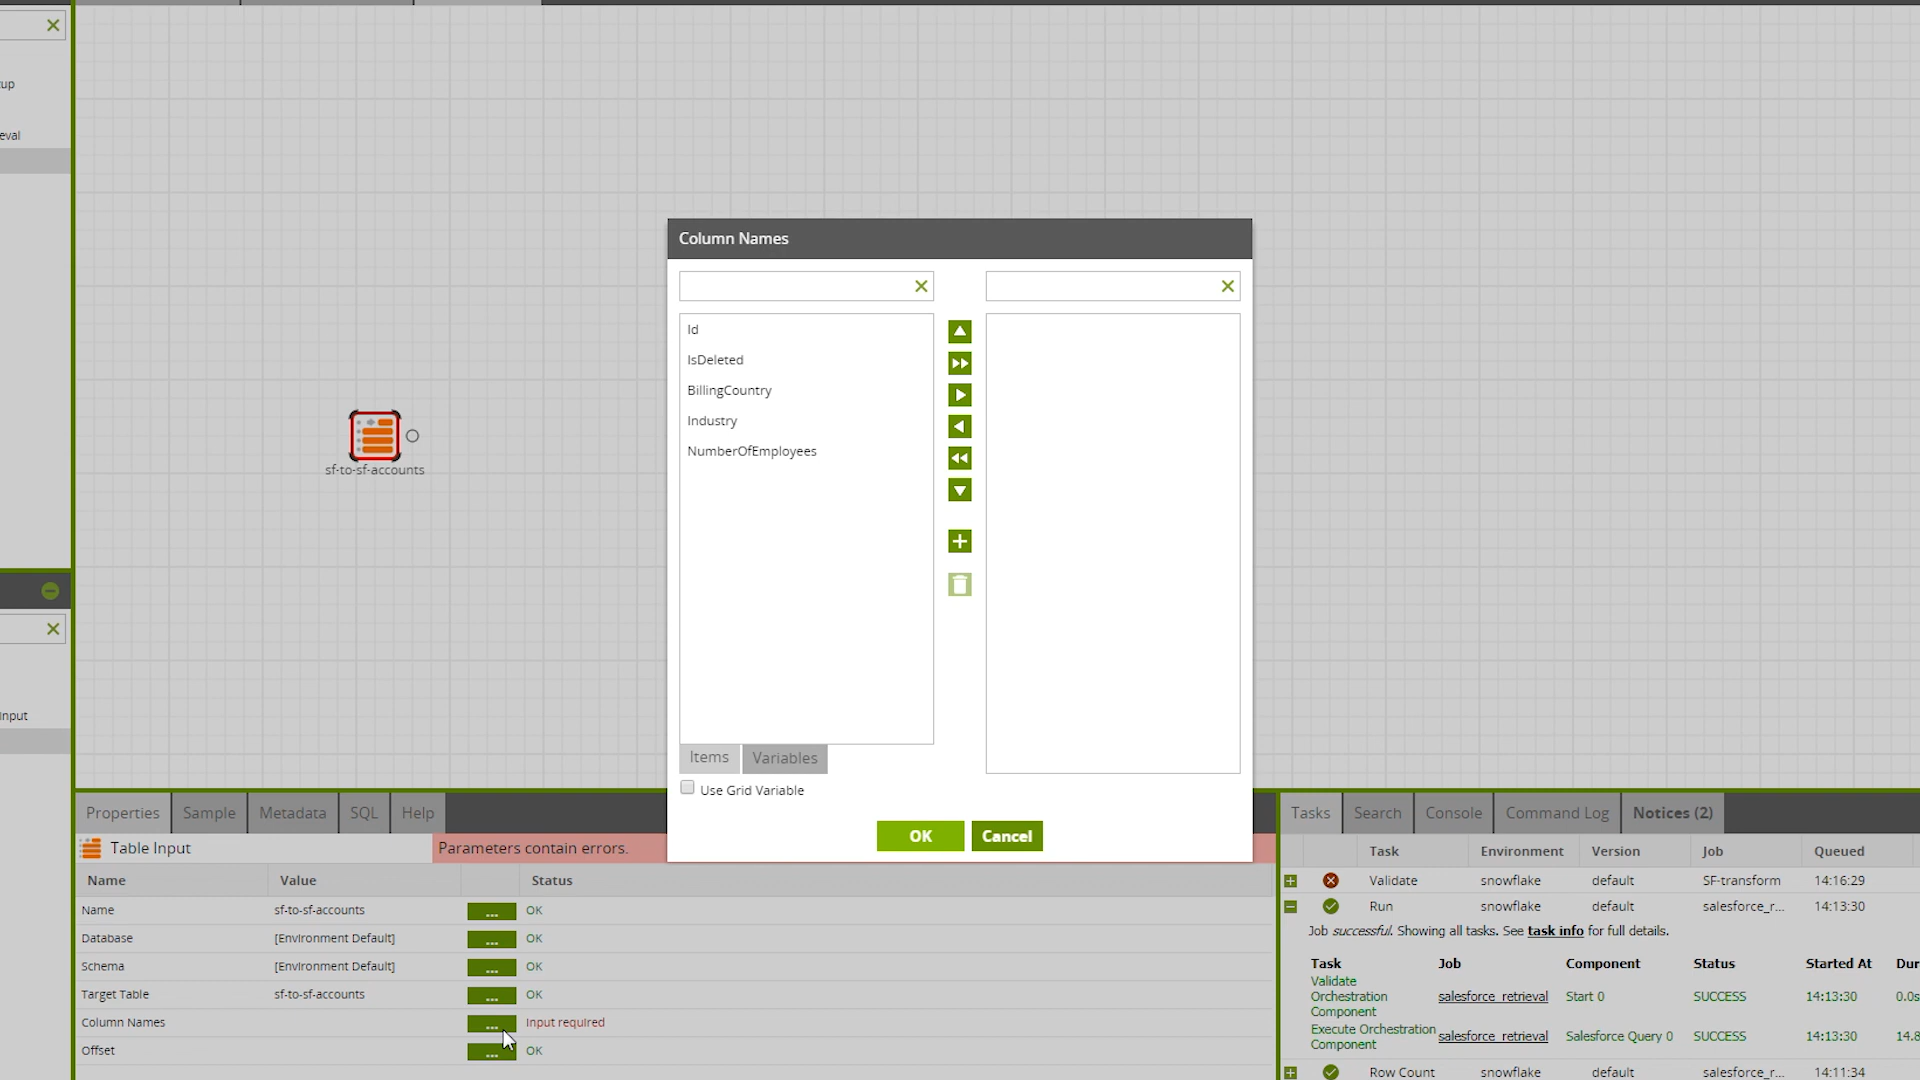 up
eval
nput
sf-to-sf-accounts
Column Names
Id
IsDeleted
BillingCountry
Industry
NumberOfEmployees
Items Variables
Use Grid Variable
OK Cancel
Properties Sample Metadata SQL Help
Table Input Parameters contain errors.
Name Value Status
Name sf-to-sf-accounts ... OK
Database [Environment Default] ... OK
Schema [Environment Default] ... OK
Target Table sf-to-sf-accounts ... OK
Column Names ... Input required
Offset ... OK
Tasks Search Console Command Log Notices (2)
Task Environment Version Job Queued
Validate snowflake default SF-transform 14:16:29
Run snowflake default salesforce_r... 14:13:30
Job successful. Showing all tasks. See task info for full details.
Task Job Component Status Started At Dur
Validate Orchestration Component salesforce_retrieval Start 0 SUCCESS 14:13:30 0.0s
Execute Orchestration Component salesforce_retrieval Salesforce Query 0 SUCCESS 14:13:30 14.8
Row Count snowflake default salesforce_r... 14:11:34